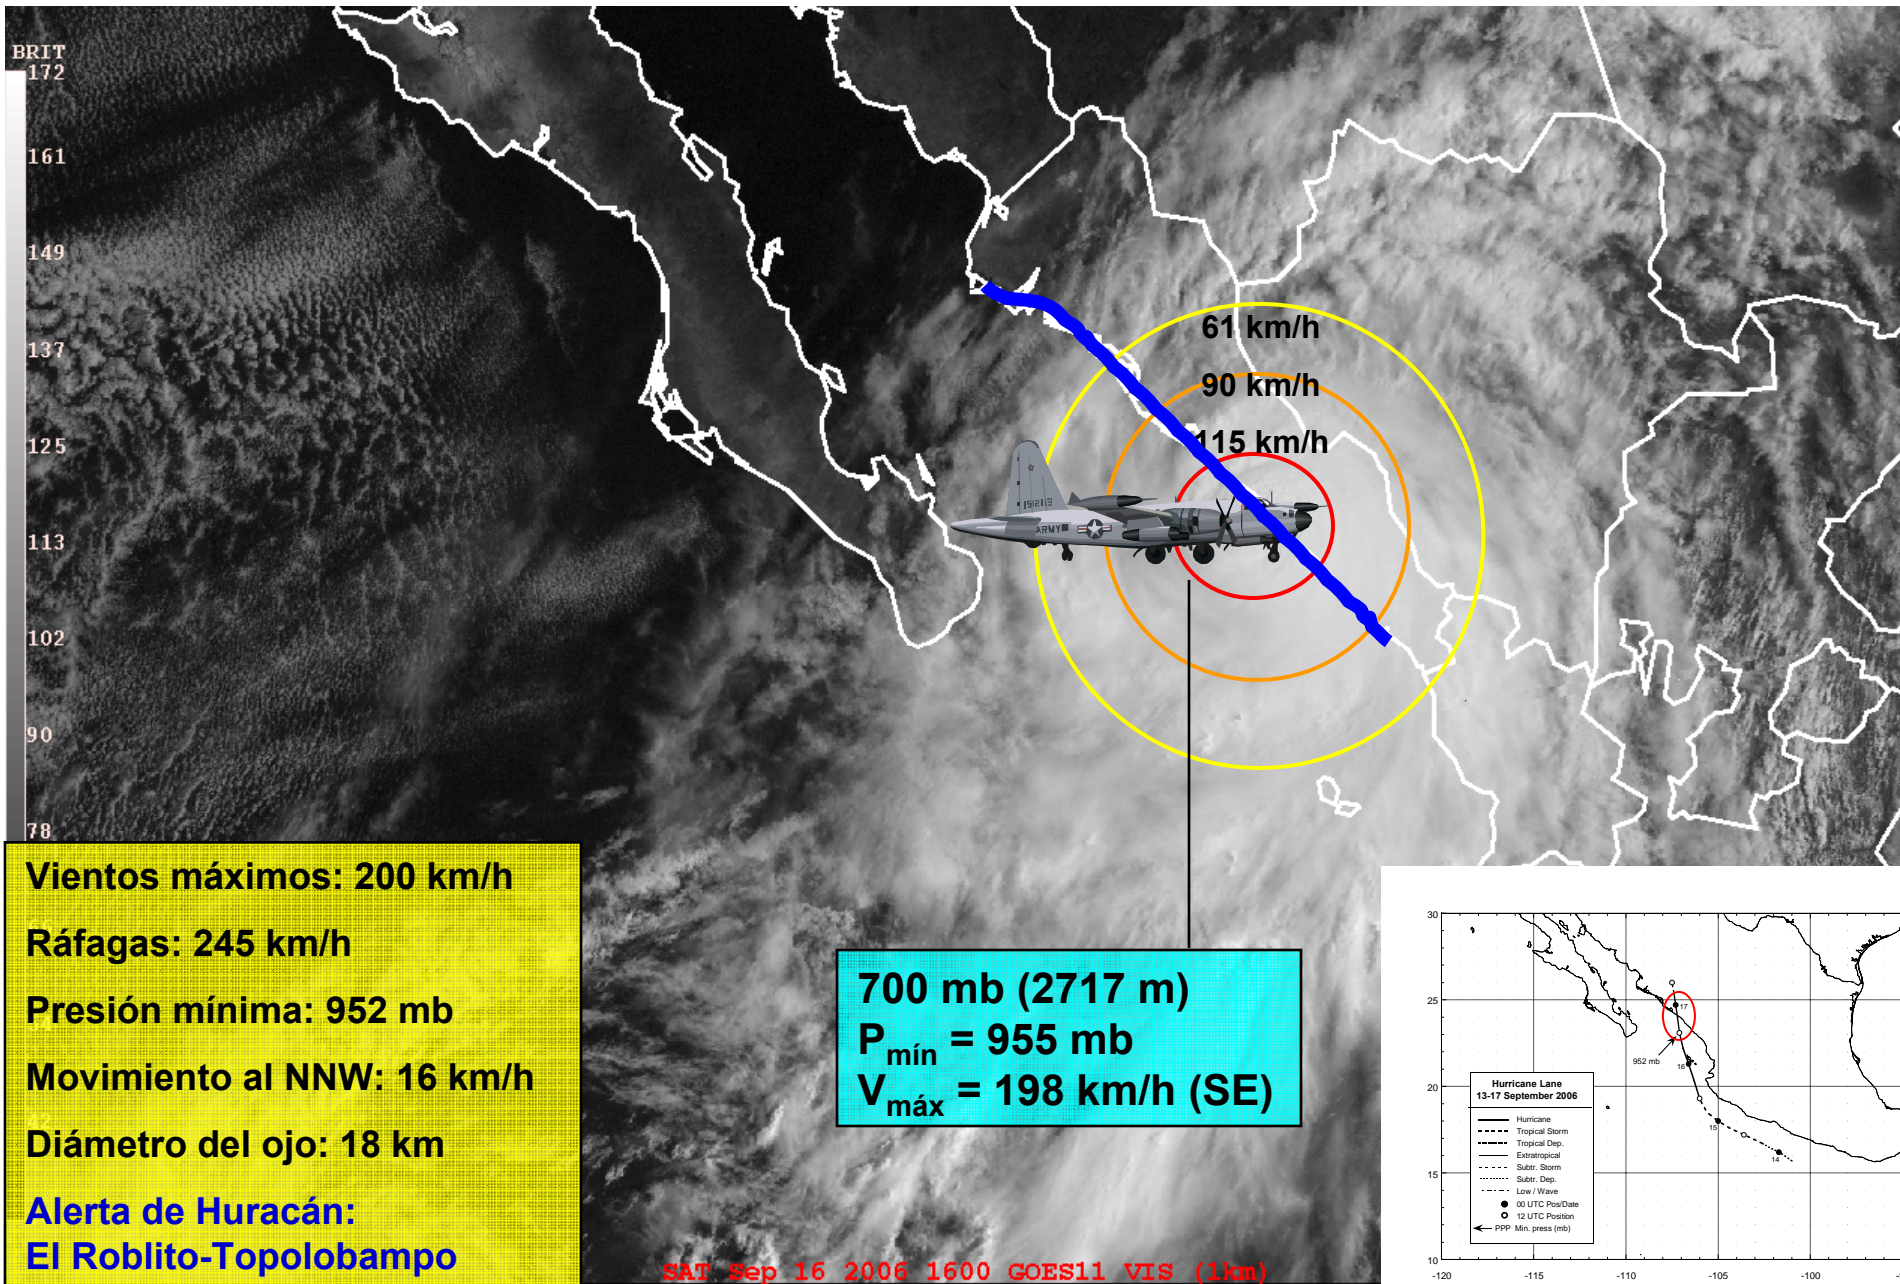 BRIT
172
161
149
137
125
113
102
90
78
61 km/h
90 km/h
115 km/h
ARMY
Vientos máximos: 200 km/h
Ráfagas: 245 km/h
Presión mínima: 952 mb
Movimiento al NNW: 16 km/h
Diámetro del ojo: 18 km
Alerta de Huracán:
El Roblito-Topolobampo
700 mb (2717 m)
Pmín = 955 mb
Vmáx = 198 km/h (SE)
SAT Sep 16 2006 1600 GOES11 VIS (1km)
30
25
20
15
10
-120
-115
-110
-105
-100
17
952 mb
16
15
14
Hurricane Lane
13-17 September 2006
Hurricane
Tropical Storm
Tropical Dep.
Extratropical
Subtr. Storm
Subtr. Dep.
Low / Wave
00 UTC Pos/Date
12 UTC Position
PPP Min. press (mb)